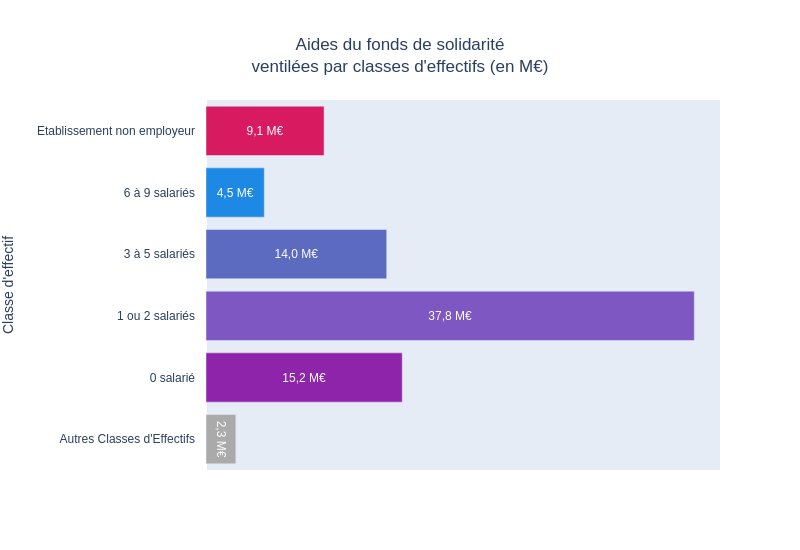 Aides du fonds de solidarité
ventilées par classes d'effectifs (en M€)
Classe d'effectif
Etablissement non employeur
9,1 M€
6 à 9 salariés
4,5 M€
3 à 5 salariés
14,0 M€
1 ou 2 salariés
37,8 M€
0 salarié
15,2 M€
Autres Classes d'Effectifs
2,3 M€